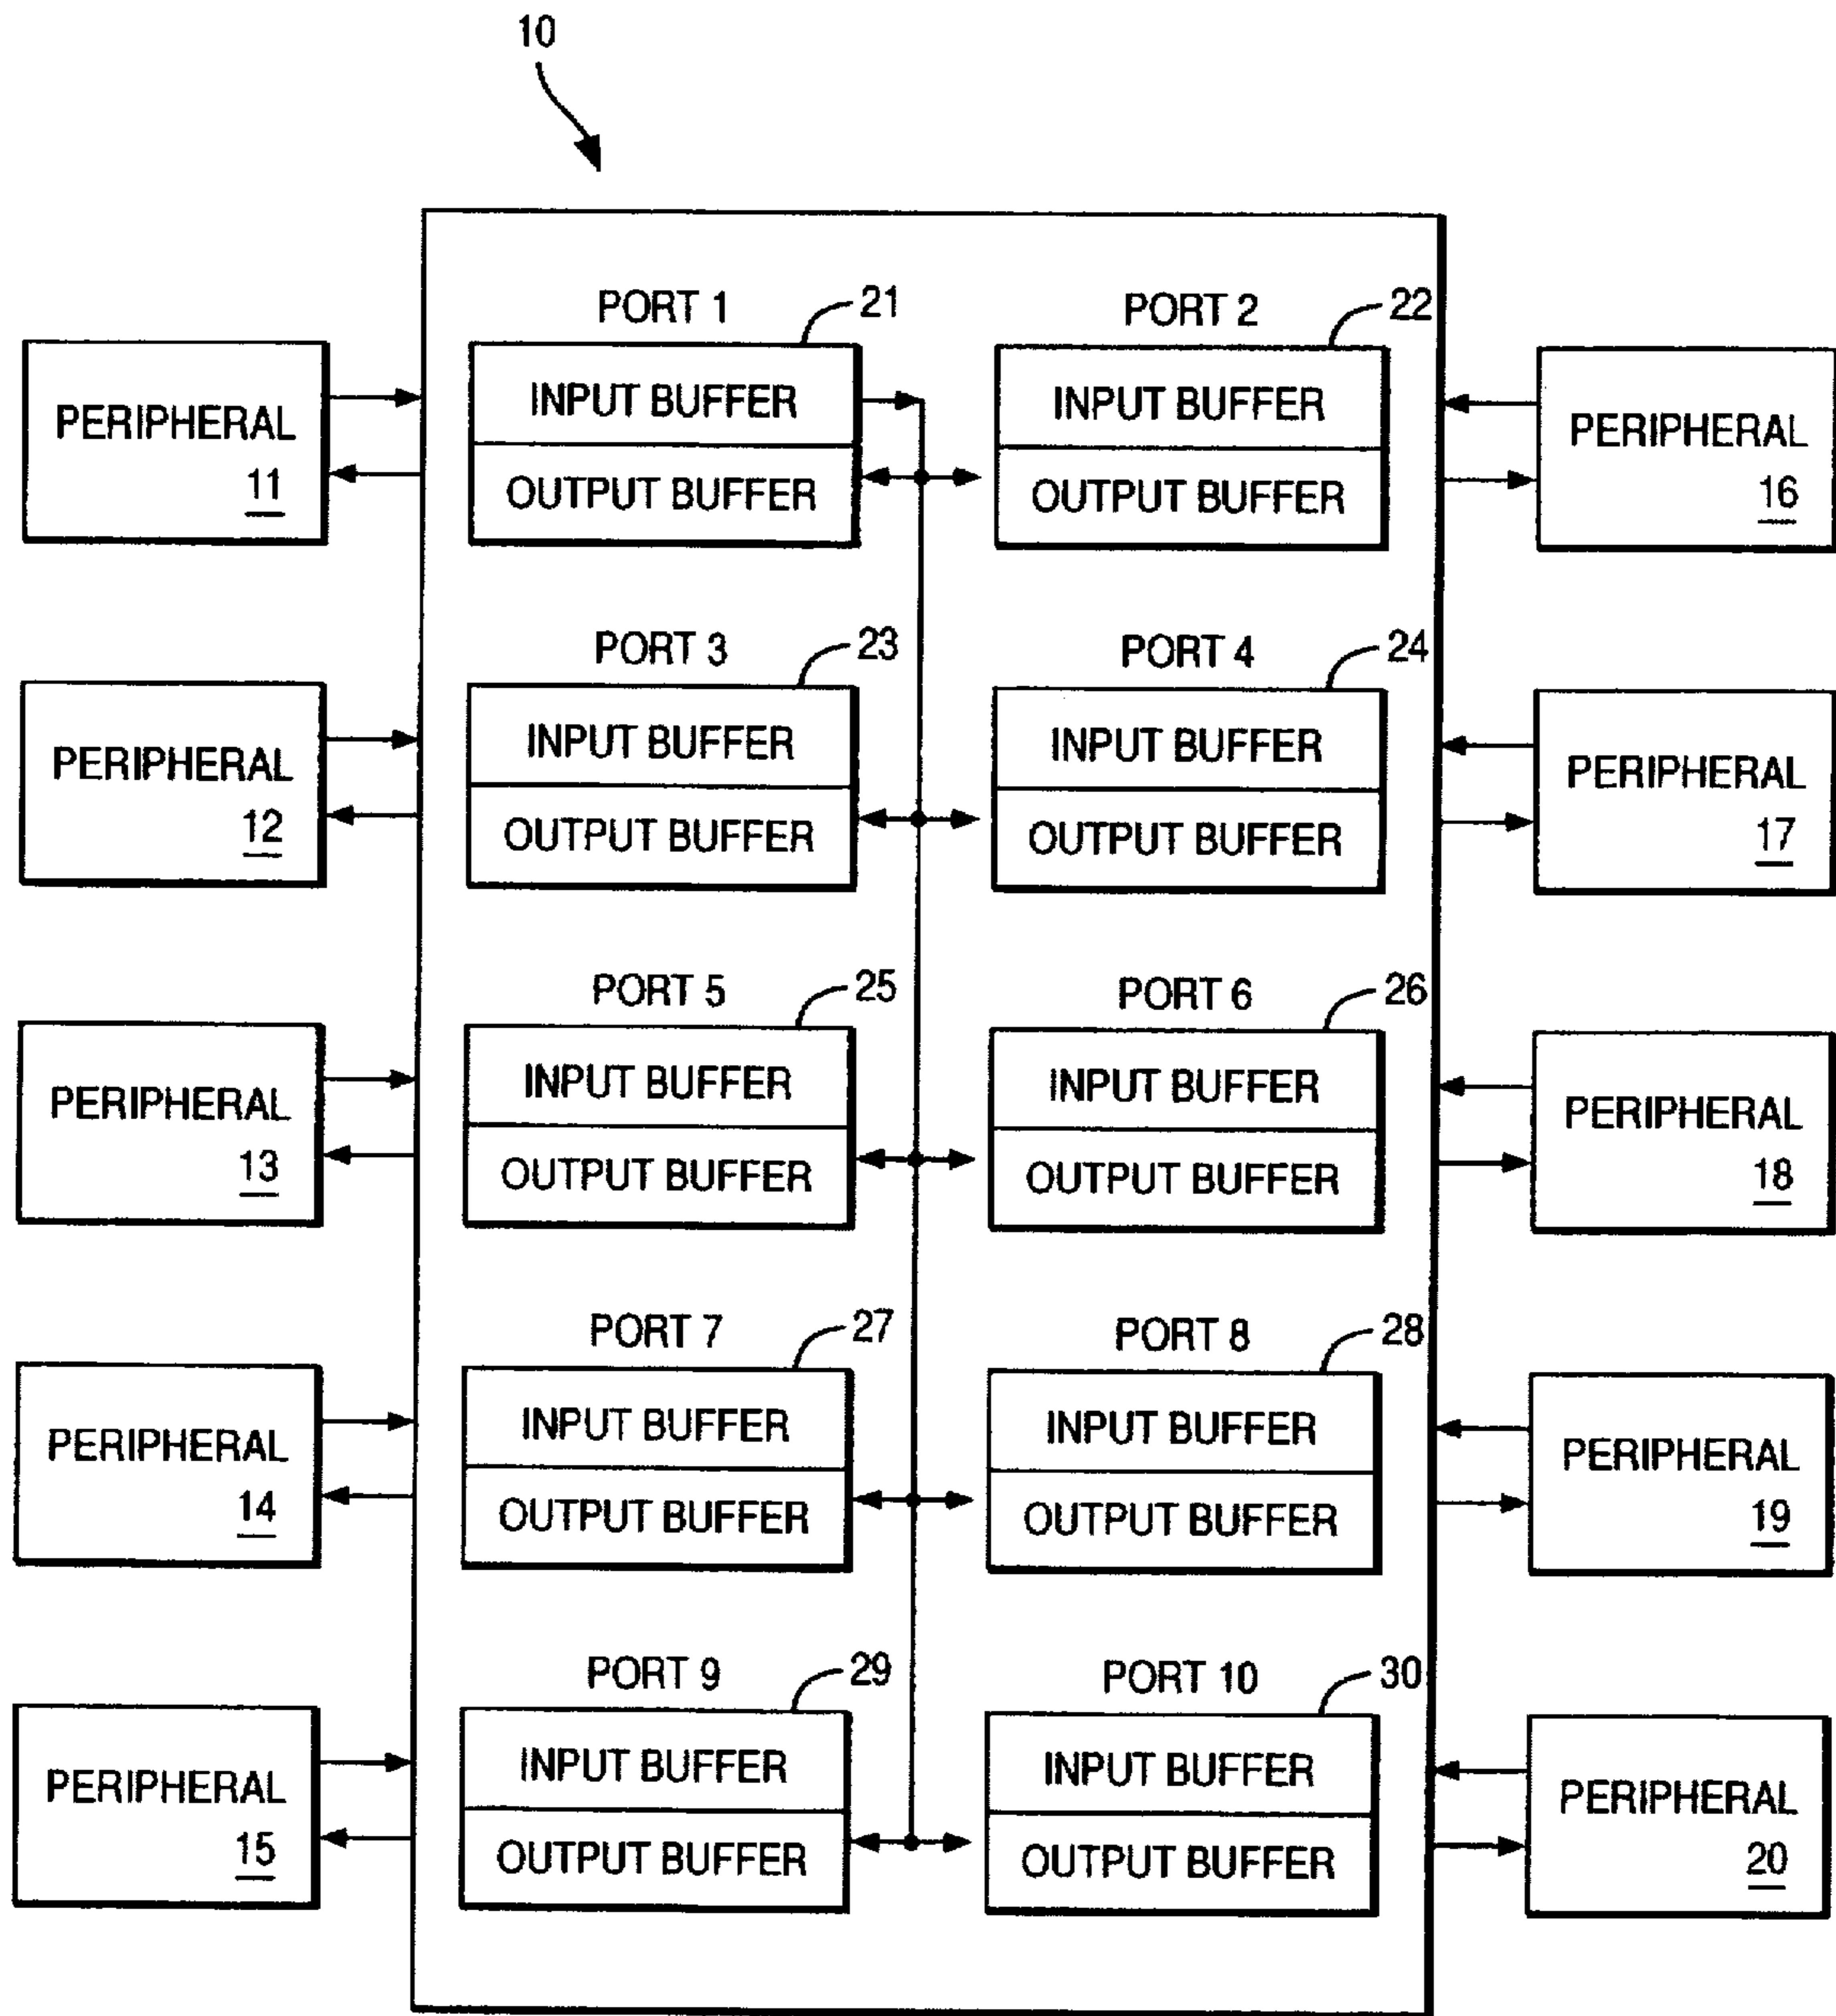 10
PORT 1 21
PORT 2 22
PERIPHERAL
11
INPUT BUFFER
OUTPUT BUFFER
INPUT BUFFER
OUTPUT BUFFER
PERIPHERAL
16
PORT 3 23
PORT 4 24
PERIPHERAL
12
INPUT BUFFER
OUTPUT BUFFER
INPUT BUFFER
OUTPUT BUFFER
PERIPHERAL
17
PORT 5 25
PORT 6 26
PERIPHERAL
13
INPUT BUFFER
OUTPUT BUFFER
INPUT BUFFER
OUTPUT BUFFER
PERIPHERAL
18
PORT 7 27
PORT 8 28
PERIPHERAL
14
INPUT BUFFER
OUTPUT BUFFER
INPUT BUFFER
OUTPUT BUFFER
PERIPHERAL
19
PORT 9 29
PORT 10 30
PERIPHERAL
15
INPUT BUFFER
OUTPUT BUFFER
INPUT BUFFER
OUTPUT BUFFER
PERIPHERAL
20